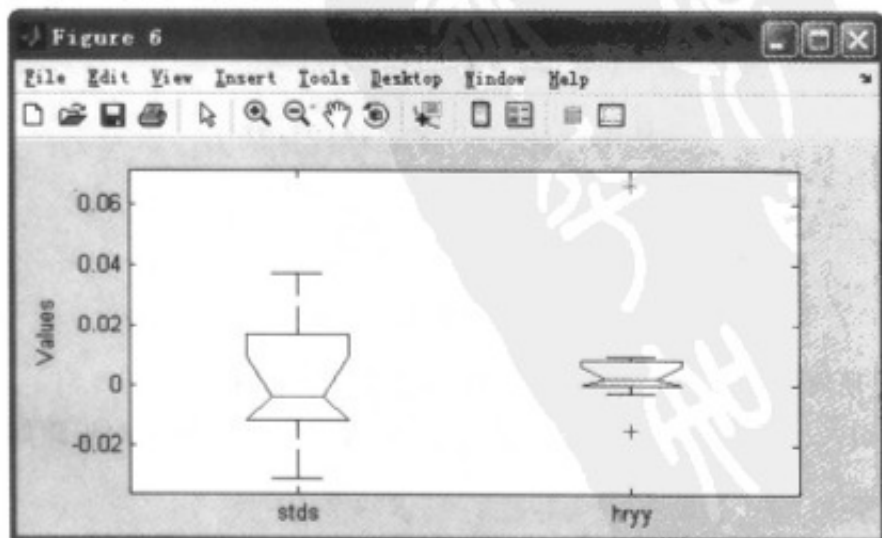 Figure 6
File Edit View Insert Tools Desktop Window Help
0.06
0.04
0.02
0
-0.02
Values
stds hryy